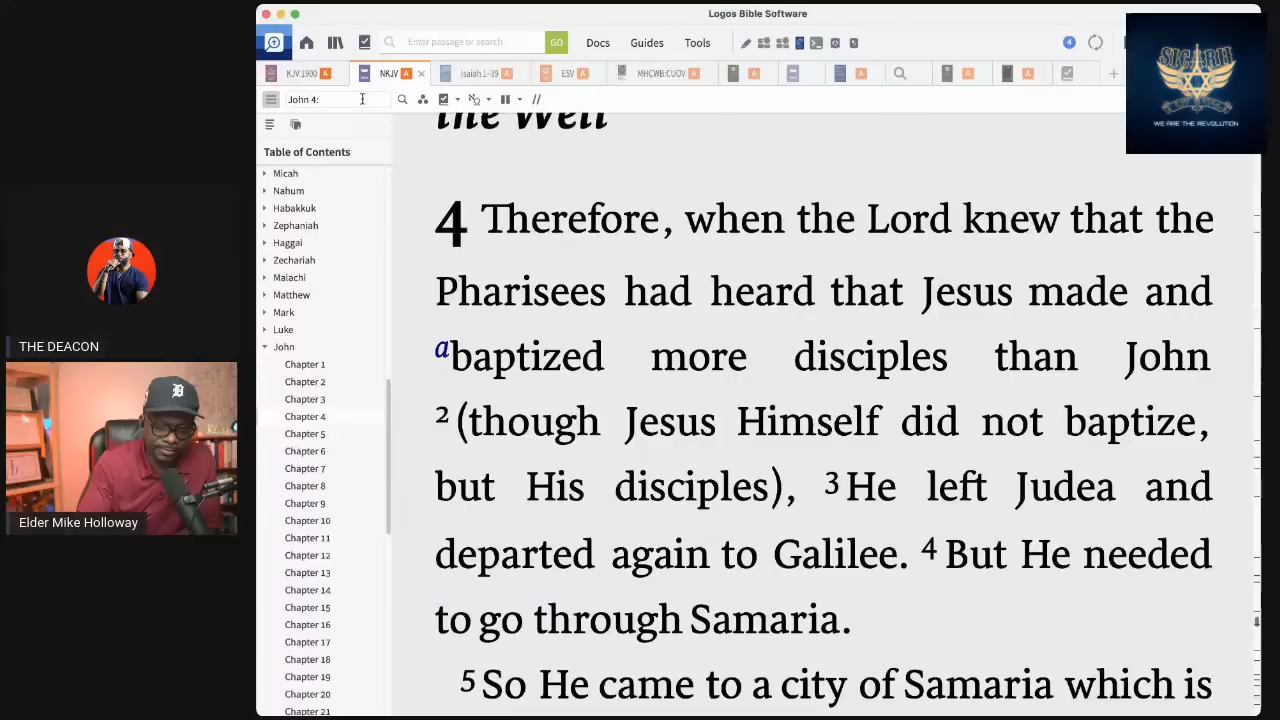 Logos Bible Software
Enter passage or search
GO
Docs
Guides
Tools
4
KJV 1900 A
NKJV A
Isaiah 1-39 A
ESV A
MHCWB:CUOV A
A
A
A
A
SICARII
WE ARE THE REVOLUTION
John 4:
Table of Contents
Micah
Nahum
Habakkuk
Zephaniah
Haggai
Zechariah
Malachi
Matthew
Mark
Luke
John
Chapter 1
Chapter 2
Chapter 3
Chapter 4
Chapter 5
Chapter 6
Chapter 7
Chapter 8
Chapter 9
Chapter 10
Chapter 11
Chapter 12
Chapter 13
Chapter 14
Chapter 15
Chapter 16
Chapter 17
Chapter 18
Chapter 19
Chapter 20
Chapter 21
the Well
4 Therefore, when the Lord knew that the
Pharisees had heard that Jesus made and
a baptized more disciples than John
2 (though Jesus Himself did not baptize,
but His disciples), 3 He left Judea and
departed again to Galilee. 4 But He needed
to go through Samaria.
5 So He came to a city of Samaria which is
THE DEACON
D
Elder Mike Holloway